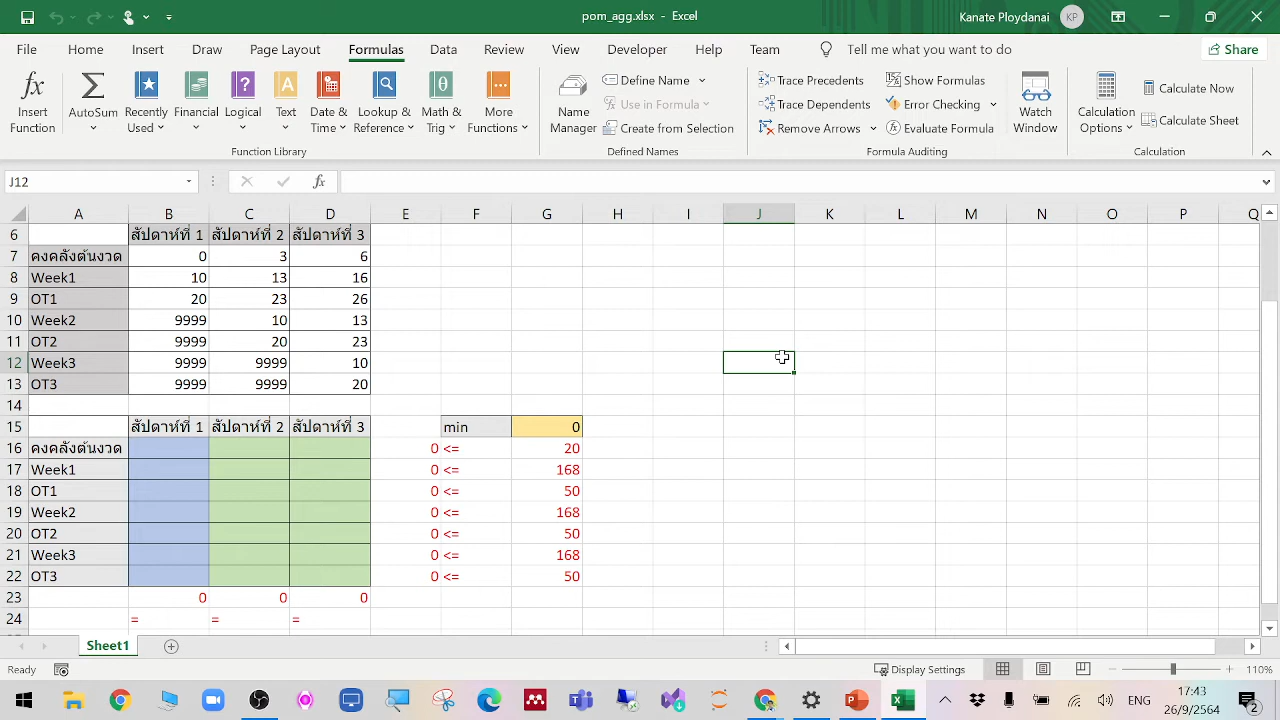 pom_agg.xlsx - Excel
Kanate Ploydanai KP
File Home Insert Draw Page Layout Formulas Data Review View Developer Help Team Tell me what you want to do Share
Insert Function
AutoSum
Recently Used
Financial
Logical
Text
Date & Time
Lookup & Reference
Math & Trig
More Functions
Function Library
Name Manager
Define Name
Use in Formula
Create from Selection
Defined Names
Trace Precedents
Trace Dependents
Remove Arrows
Show Formulas
Error Checking
Evaluate Formula
Formula Auditing
Watch Window
Calculation Options
Calculate Now
Calculate Sheet
Calculation
J12 fx
A B C D E F G H I J K L M N O P Q
6 สัปดาห์ที่ 1 สัปดาห์ที่ 2 สัปดาห์ที่ 3
7 คงคลังต้นงวด 0 3 6
8 Week1 10 13 16
9 OT1 20 23 26
10 Week2 9999 10 13
11 OT2 9999 20 23
12 Week3 9999 9999 10
13 OT3 9999 9999 20
14
15 สัปดาห์ที่ 1 สัปดาห์ที่ 2 สัปดาห์ที่ 3 min 0
16 คงคลังต้นงวด 0 <= 20
17 Week1 0 <= 168
18 OT1 0 <= 50
19 Week2 0 <= 168
20 OT2 0 <= 50
21 Week3 0 <= 168
22 OT3 0 <= 50
23 0 0 0
24 = = =
Sheet1
Ready Display Settings 110%
ENG 17:43
26/9/2564 2